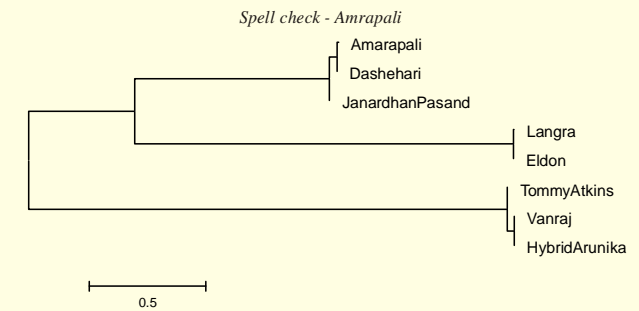 Spell check - Amrapali
Amarapali
Dashehari
JanardhanPasand
Langra
Eldon
TommyAtkins
Vanraj
HybridArunika
0.5